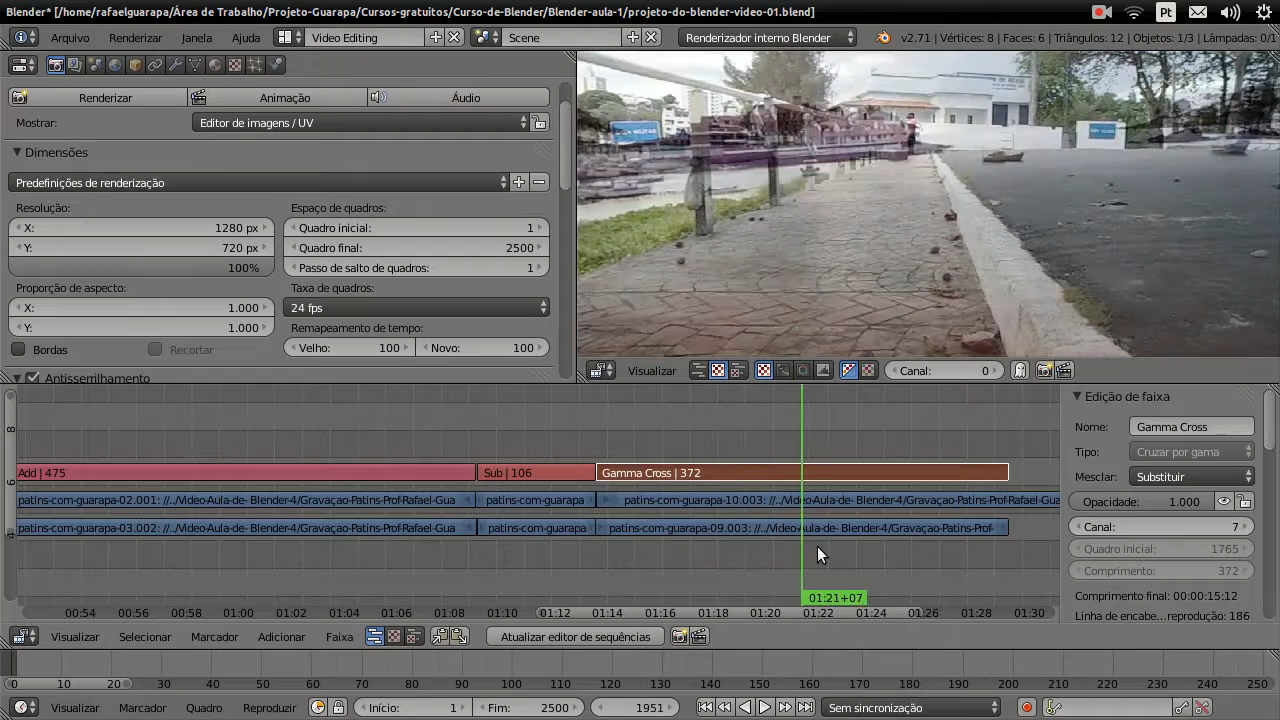 Blender* [/home/rafaelguarapa/Área de Trabalho/Projeto-Guarapa/Cursos-gratuitos/Curso-de-Blender/Blender-aula-1/projeto-do-blender-video-01.blend]
Pt
Arquivo Renderizar Janela Ajuda Video Editing Scene Renderizador interno Blender v2.71 | Vértices: 8 | Faces: 6 | Triângulos: 12 | Objetos: 1/3 | Lâmpadas: 0/1
Renderizar Animação Áudio
Mostrar: Editor de imagens / UV
Dimensões
Predefinições de renderização
Resolução: Espaço de quadros:
X: 1280 px Quadro inicial: 1
Y: 720 px Quadro final: 2500
100% Passo de salto de quadros: 1
Proporção de aspecto: Taxa de quadros:
X: 1.000 24 fps
Y: 1.000 Remapeamento de tempo:
Bordas Recortar Velho: 100 Novo: 100
Antisserrilhamento
Visualizar Canal: 0
Edição de faixa
Nome: Gamma Cross
Tipo: Cruzar por gama
Mesclar: Substituir
Opacidade: 1.000
Canal: 7
Quadro inicial: 1765
Comprimento: 372
Comprimento final: 00:00:15:12
Linha de encabe...reprodução: 186
8
6
4
Add | 475 Sub | 106 Gamma Cross | 372
patins-com-guarapa-02.001: //../Video-Aula-de- Blender-4/Gravaçao-Patins-Prof-Rafael-Gua patins-com-guarapa patins-com-guarapa-10.003: //../Video-Aula-de- Blender-4/Gravaçao-Patins-Prof-Rafael-Gua
patins-com-guarapa-03.002: //../Video-Aula-de- Blender-4/Gravaçao-Patins-Prof-Rafael-Gua patins-com-guarapa patins-com-guarapa-09.003: //../Video-Aula-de- Blender-4/Gravaçao-Patins-Prof-
01:21+07
00:54 00:56 00:58 01:00 01:02 01:04 01:06 01:08 01:10 01:12 01:14 01:16 01:18 01:20 01:22 01:24 01:26 01:28 01:30
Visualizar Selecionar Marcador Adicionar Faixa Atualizar editor de sequências
0 10 20 30 40 50 60 70 80 90 100 110 120 130 140 150 160 170 180 190 200 210 220 230 240 250
Visualizar Marcador Quadro Reproduzir Início: 1 Fim: 2500 1951 Sem sincronização